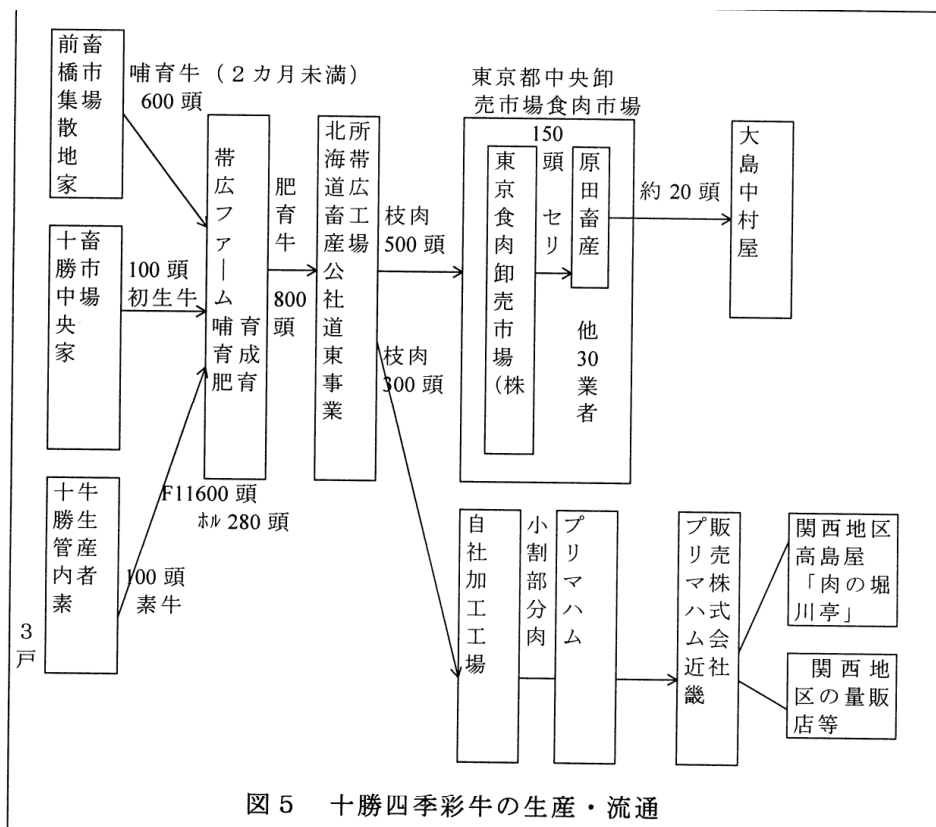 前橋集散地家
畜市場
哺育牛（２カ月未満）
600頭
十勝中央家
畜市場
100頭
初生牛
十勝管内素
牛生産者
3戸
100頭
素牛
帯広ファーム
哺育
育成
肥育
F11600頭
ﾎﾙ280頭
肥育牛
800頭
北海道畜産公社道東事業
所帯広工場
枝肉
500頭
枝肉
300頭
東京都中央卸
売市場食肉市場
東京食肉卸売市場(株
150頭
セリ
原田畜産
他30業者
約20頭
大島中村屋
自社加工工場
小割部分肉
プリマハム
プリマハム近畿
販売株式会社
関西地区
高島屋
「肉の堀
川亭」
関西地
区の量販
店等
図5　十勝四季彩牛の生産・流通